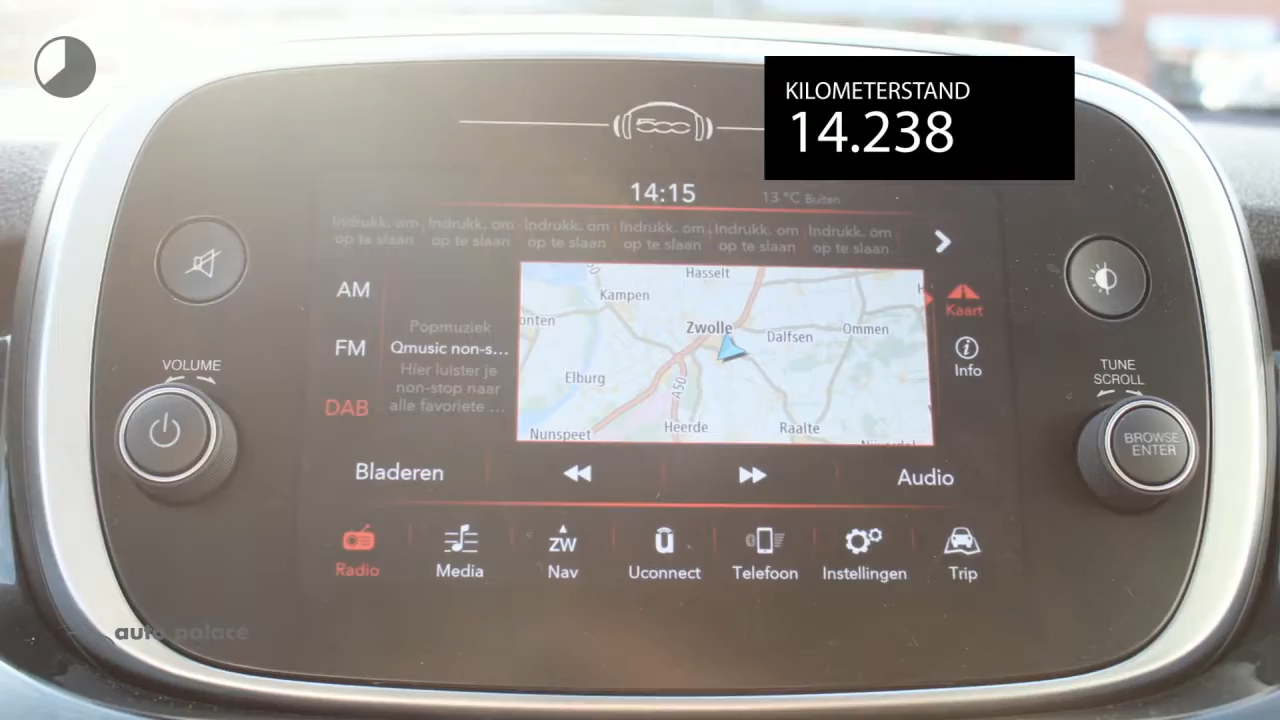 KILOMETERSTAND
14.238
500
14:15
13 °C Buiten
Indrukk. om op te slaan
Indrukk. om op te slaan
Indrukk. om op te slaan
Indrukk. om op te slaan
Indrukk. om op te slaan
Indrukk. om op te slaan
AM
FM
DAB
Popmuziek
Qmusic non-s...
Hier luister je
non-stop naar
alle favoriete ...
Hasselt
Kampen
onten
Zwolle
Dalfsen
Ommen
Elburg
A50
Nunspeet
Heerde
Raalte
Kaart
Info
VOLUME
TUNE
SCROLL
BROWSE
ENTER
Bladeren
Audio
Radio
Media
ZW
Nav
Uconnect
Telefoon
Instellingen
Trip
auto palace